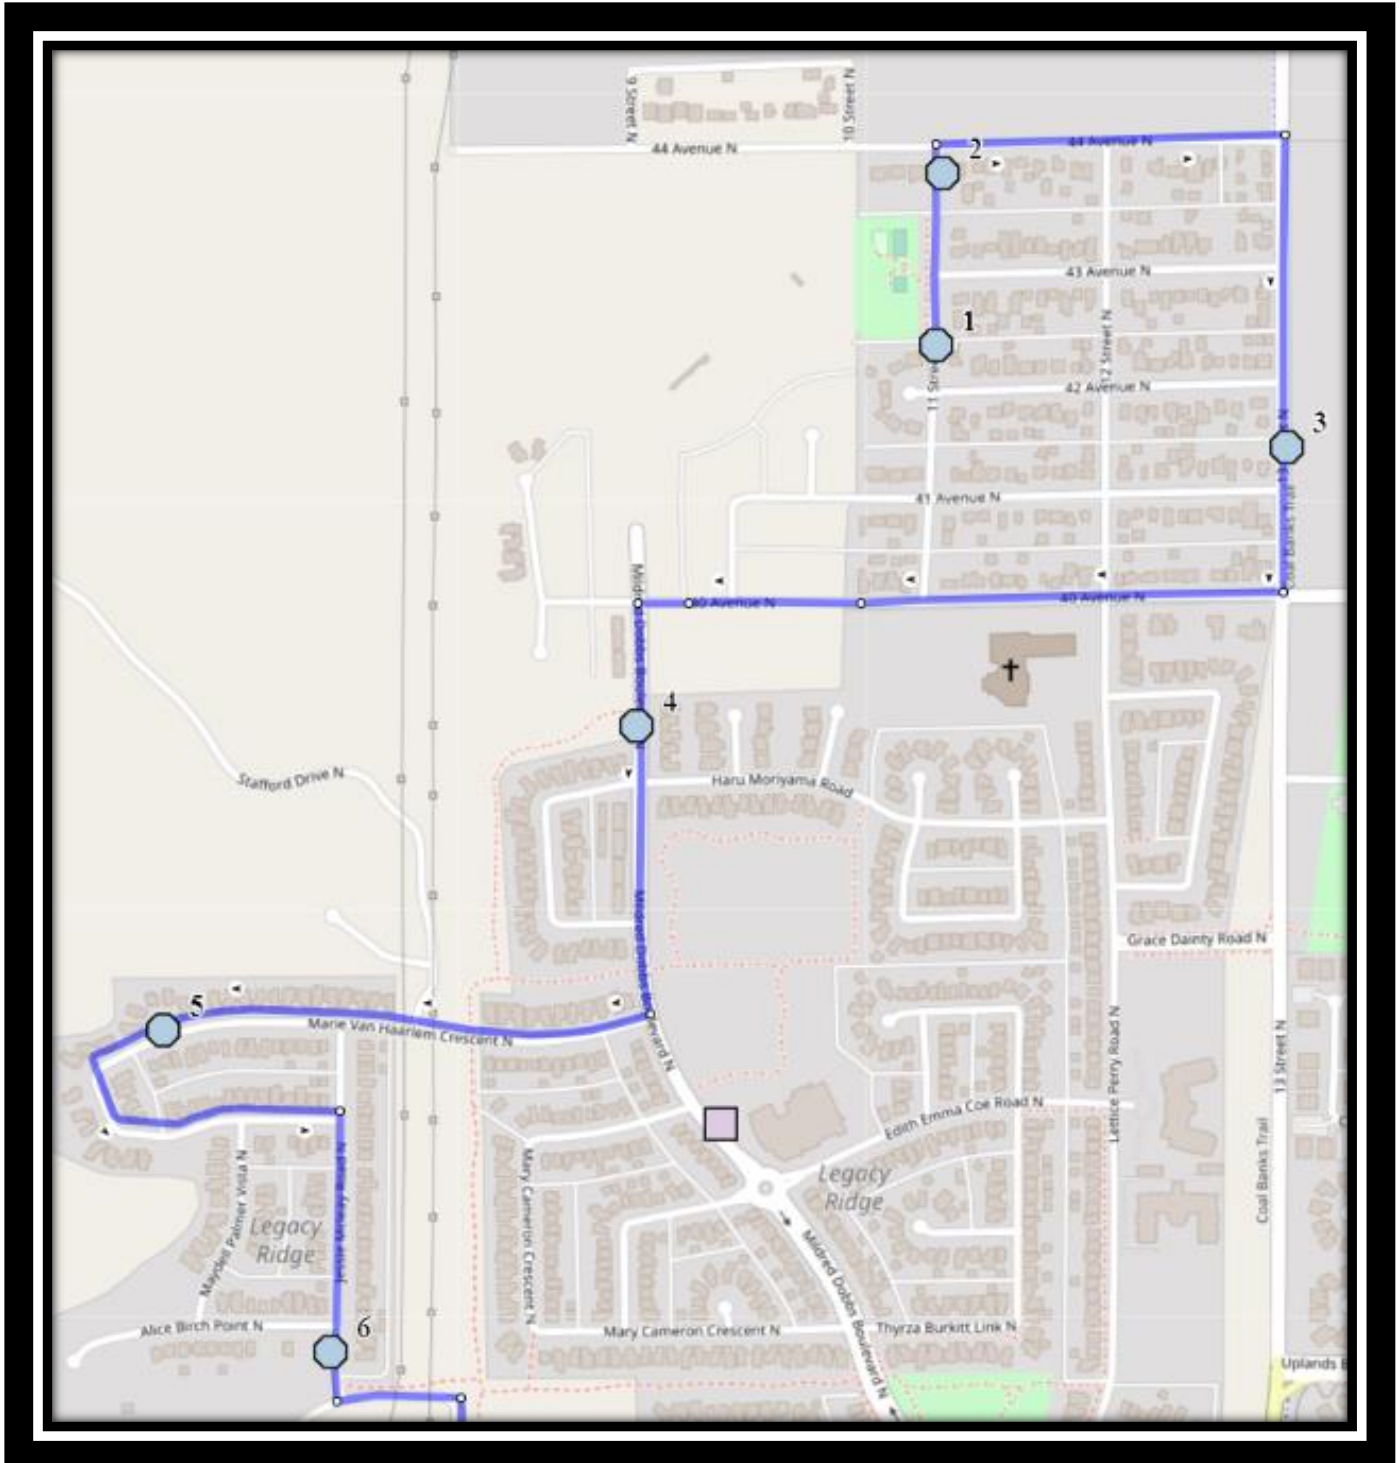 9 Street N
10 Street N
44 Avenue N
44 Avenue N
2
43 Avenue N
1
12 Street N
11 Stree
42 Avenue N
3
41 Avenue N
Coal Banks Trail
40 Avenue N
40 Avenue N
4
Stafford Drive N
Haru Moriyama Road
Grace Dainty Road N
5
Marie Van Haarlem Crescent N
Mildred Dobbs Bo
levard N
Lettice Perry Road N
13 Street N
Edith Emma Coe Road N
Legacy
Ridge
Mary Cameron Crescent N
Maydell Palmer Vista N
Legacy
Ridge
Coal Banks Trail
Mildred Dobbs Boulevard N
Alice Birch Point N
6
Mary Cameron Crescent N
Thyrza Burkitt Link N
Uplands B